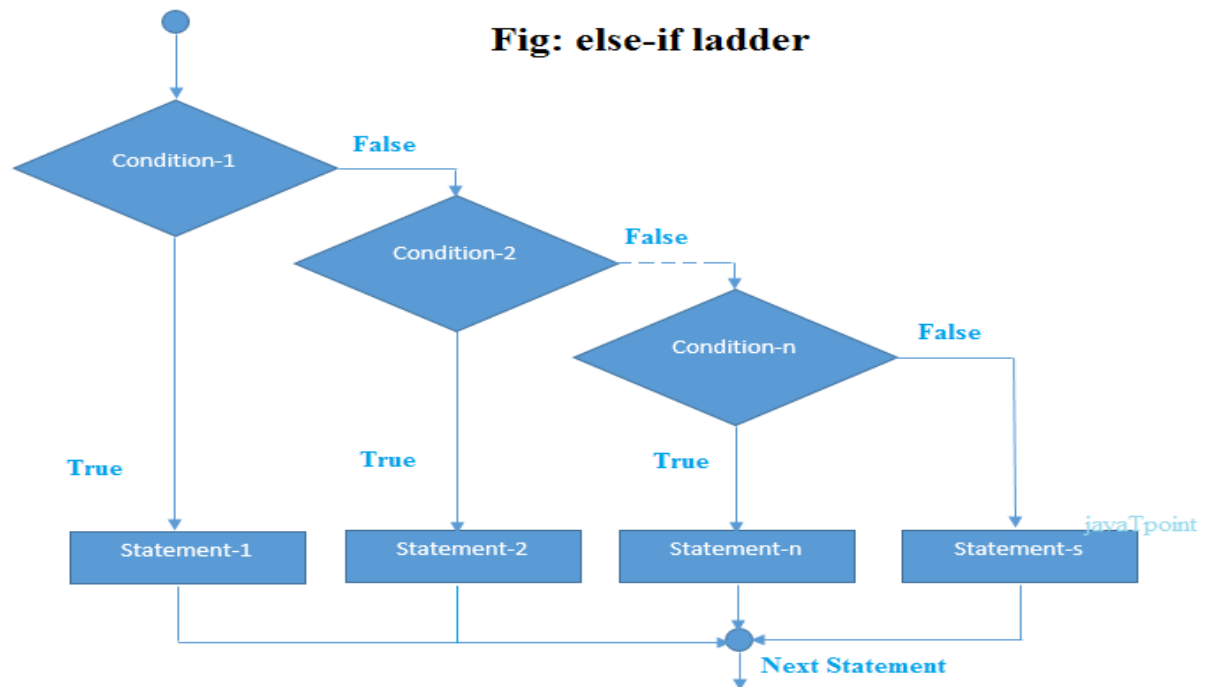 Fig: else-if ladder
Condition-1
False
Condition-2
False
Condition-n
False
True
True
True
javaTpoint
Statement-1
Statement-2
Statement-n
Statement-s
Next Statement